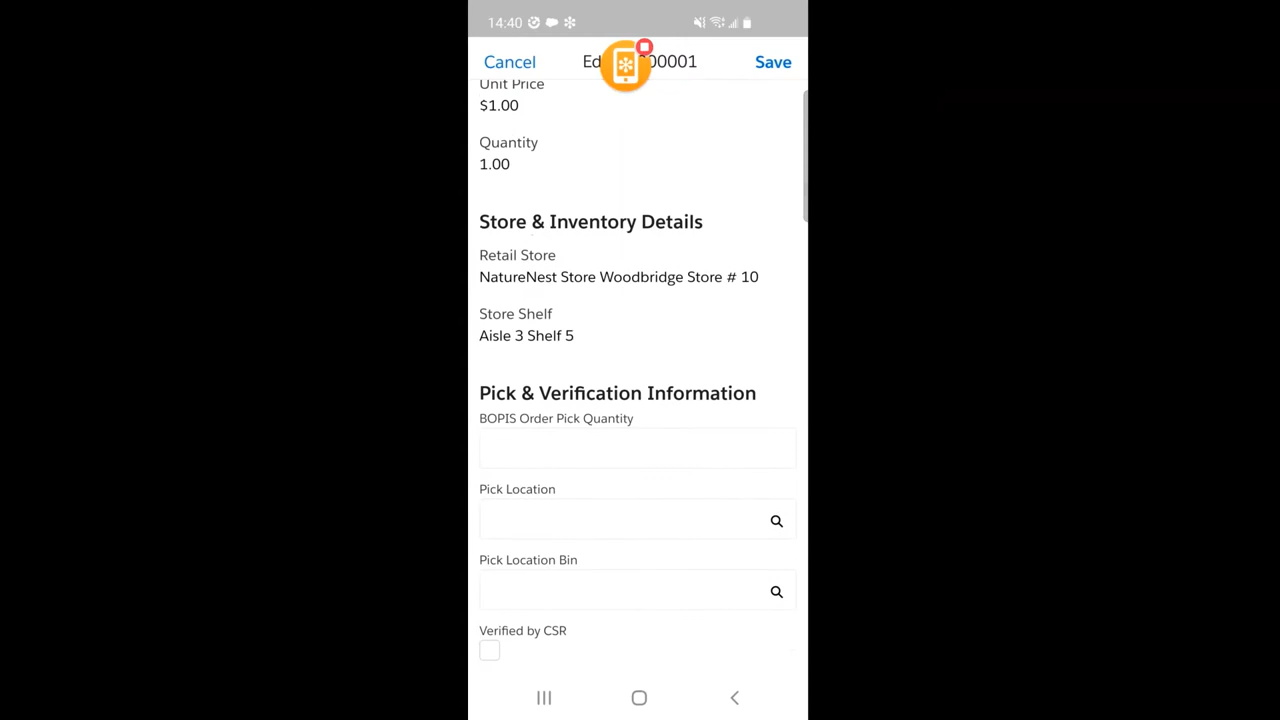 14:40
Cancel
Ed 00001
Save
Unit Price
$1.00
Quantity
1.00
Store & Inventory Details
Retail Store
NatureNest Store Woodbridge Store # 10
Store Shelf
Aisle 3 Shelf 5
Pick & Verification Information
BOPIS Order Pick Quantity
Pick Location
Pick Location Bin
Verified by CSR